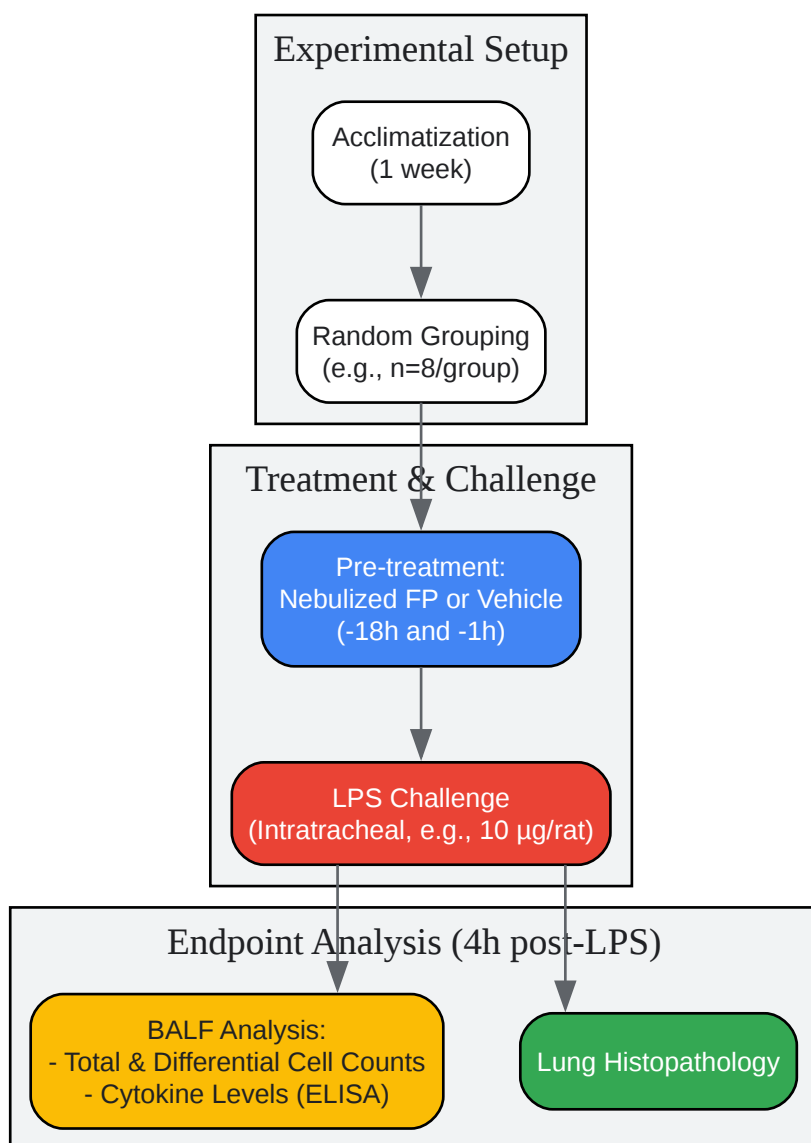 Experimental Setup
Acclimatization
(1 week)
Random Grouping
(e.g., n=8/group)
Treatment & Challenge
Pre-treatment:
Nebulized FP or Vehicle
(-18h and -1h)
LPS Challenge
(Intratracheal, e.g., 10 µg/rat)
Endpoint Analysis (4h post-LPS)
BALF Analysis:
- Total & Differential Cell Counts
- Cytokine Levels (ELISA)
Lung Histopathology